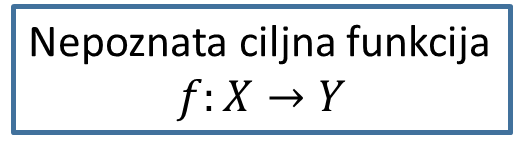 Nepoznata ciljna funkcija
f: X → Y